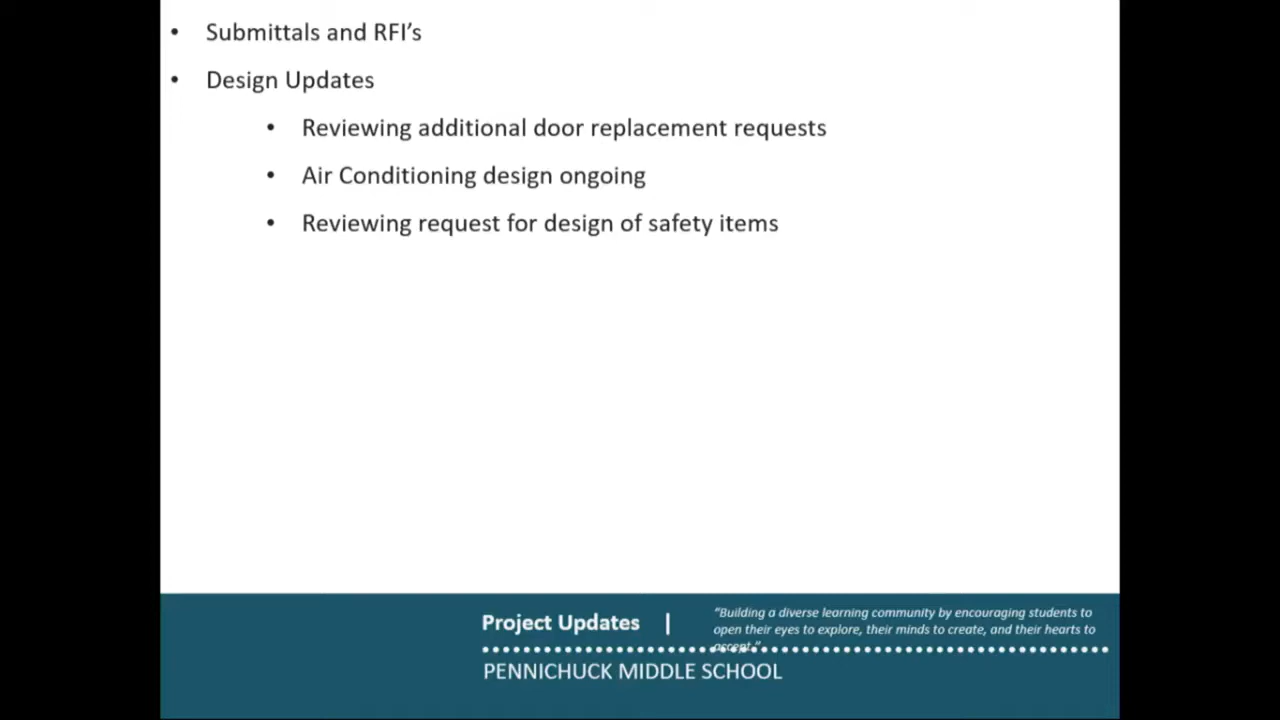 • Submittals and RFI’s
• Design Updates
• Reviewing additional door replacement requests
• Air Conditioning design ongoing
• Reviewing request for design of safety items
Project Updates |
“Building a diverse learning community by encouraging students to
open their eyes to explore, their minds to create, and their hearts to
accept.”
PENNICHUCK MIDDLE SCHOOL